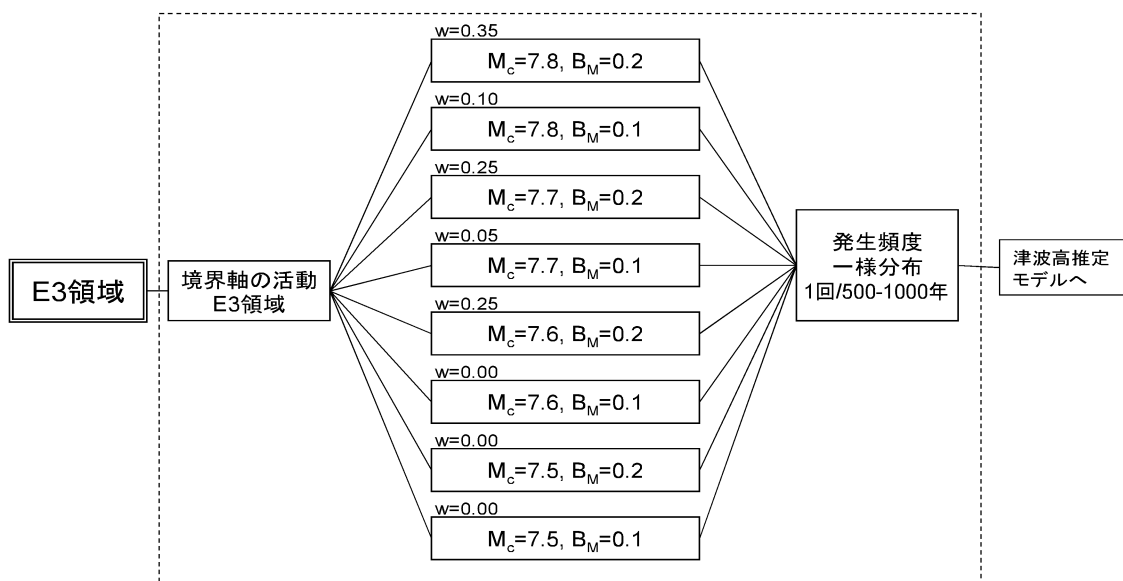 E3領域
境界軸の活動
E3領域
w=0.35
Mc=7.8, BM=0.2
w=0.10
Mc=7.8, BM=0.1
w=0.25
Mc=7.7, BM=0.2
w=0.05
Mc=7.7, BM=0.1
w=0.25
Mc=7.6, BM=0.2
w=0.00
Mc=7.6, BM=0.1
w=0.00
Mc=7.5, BM=0.2
w=0.00
Mc=7.5, BM=0.1
発生頻度
一様分布
1回/500-1000年
津波高推定
モデルへ